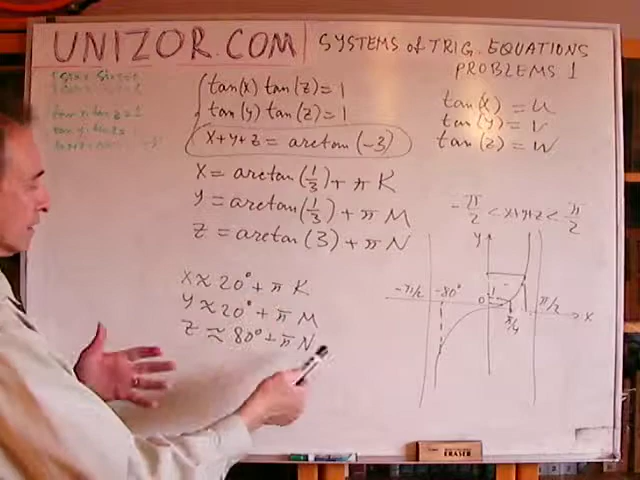 UNIZOR.COM
SYSTEMS of TRIG. EQUATIONS
PROBLEMS 1
tan(x) tan(z) = 1
tan(y) tan(z) = 1
x+y+z = arctan(-3)
x = arctan(1/3) + πK
y = arctan(1/3) + πM
z = arctan(3) + πN
x ≈ 20° + πK
y ≈ 20° + πM
z ≈ 80° + πN
tan(x) = u
tan(y) = v
tan(z) = w
-π/2 < x+y+z < π/2
y
-π/2 -80° 0 1 π/4 π/2 x
ERASER